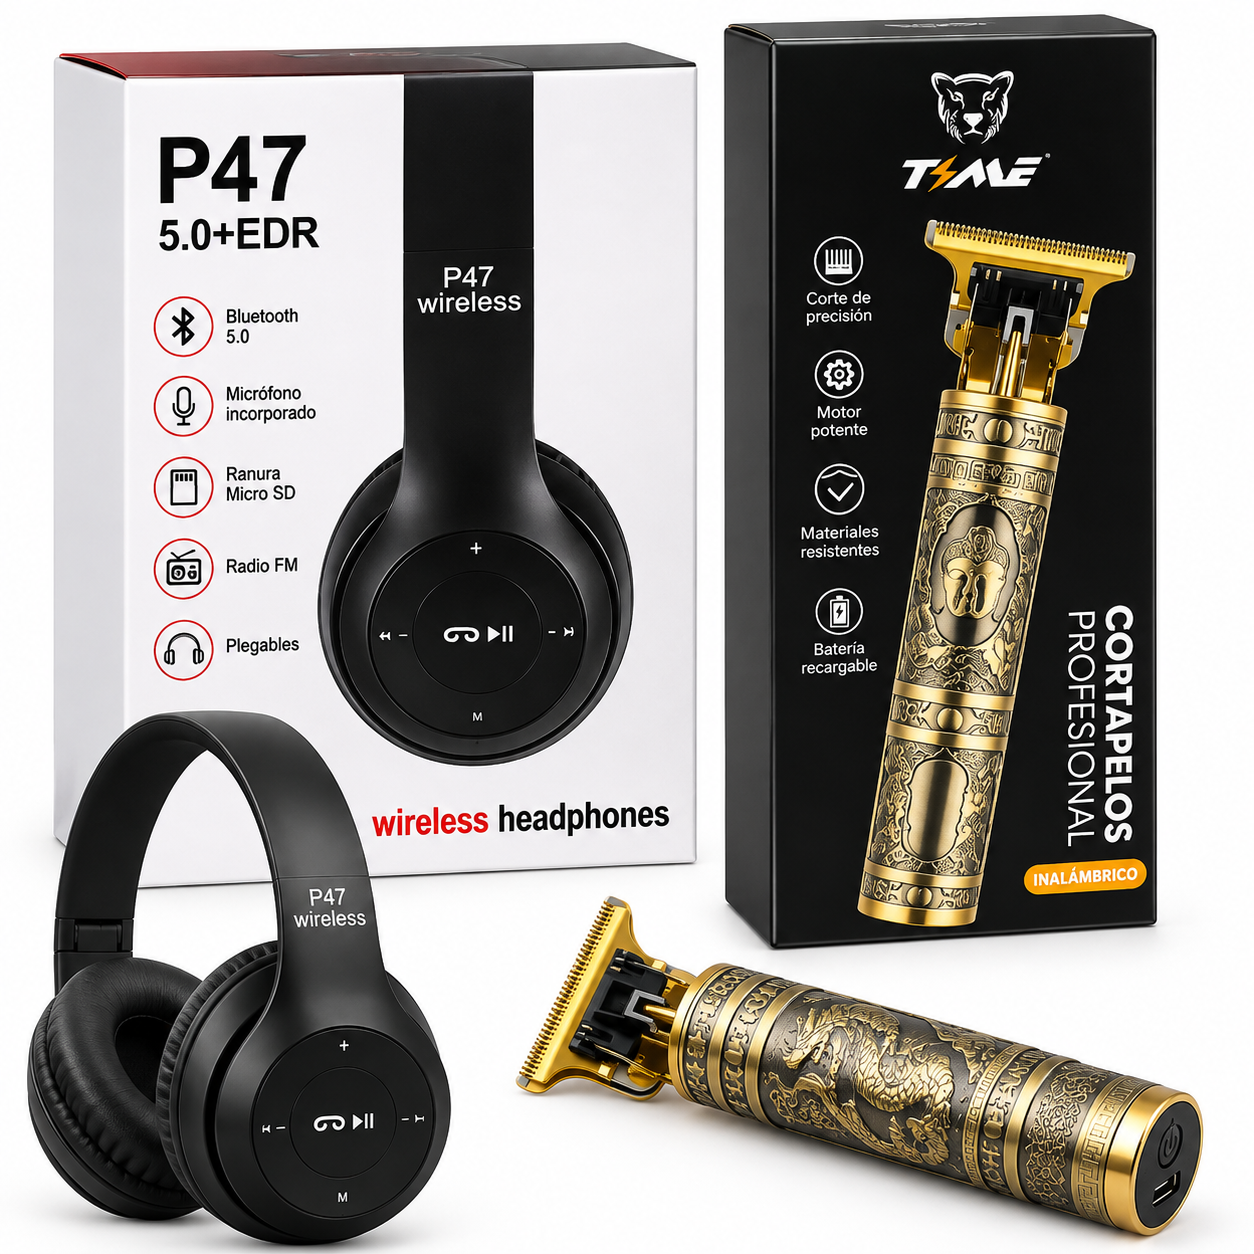 P47
5.0+EDR
Bluetooth
5.0
Micrófono
incorporado
Ranura
Micro SD
Radio FM
Plegables
P47
wireless
+
-
-
M
wireless headphones
P47
wireless
+
-
-
M
TIME®
Corte de
precisión
Motor
potente
Materiales
resistentes
Batería
recargable
CORTAPELOS
PROFESIONAL
INALÁMBRICO